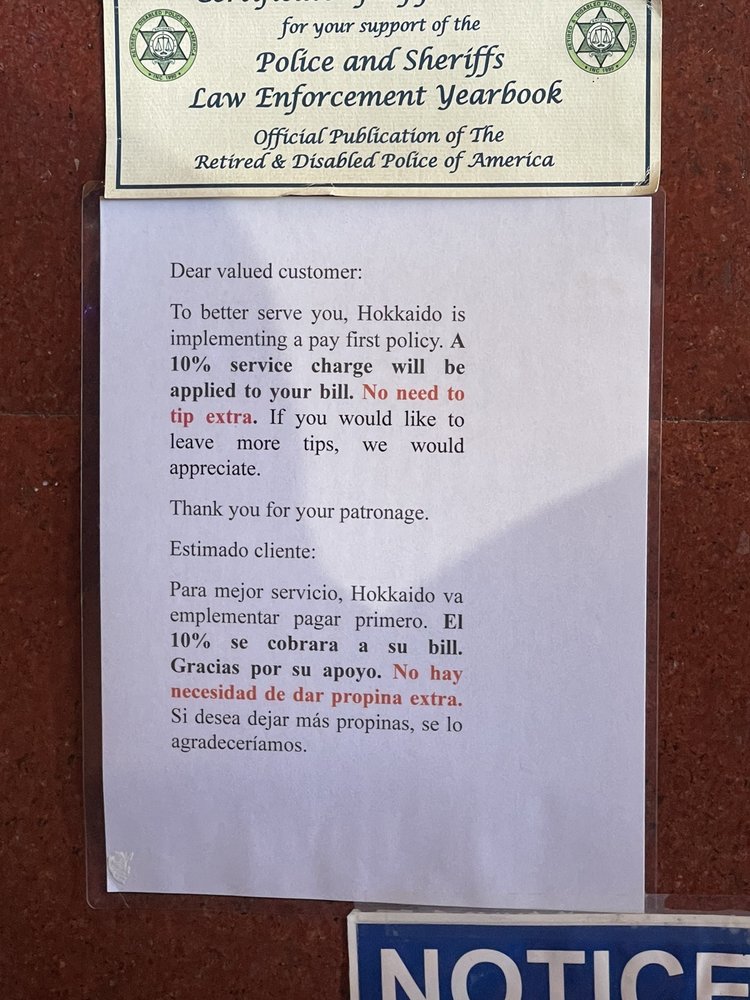 for your support of the
Police and Sheriffs
Law Enforcement Yearbook
Official Publication of The
Retired & Disabled Police of America
Dear valued customer:
To better serve you, Hokkaido is
implementing a pay first policy. A
10% service charge will be
applied to your bill. No need to
tip extra. If you would like to
leave more tips, we would
appreciate.
Thank you for your patronage.
Estimado cliente:
Para mejor servicio, Hokkaido va
emplementar pagar primero. El
10% se cobrara a su bill.
Gracias por su apoyo. No hay
necesidad de dar propina extra.
Si desea dejar más propinas, se lo
agradeceríamos.
NOTICE